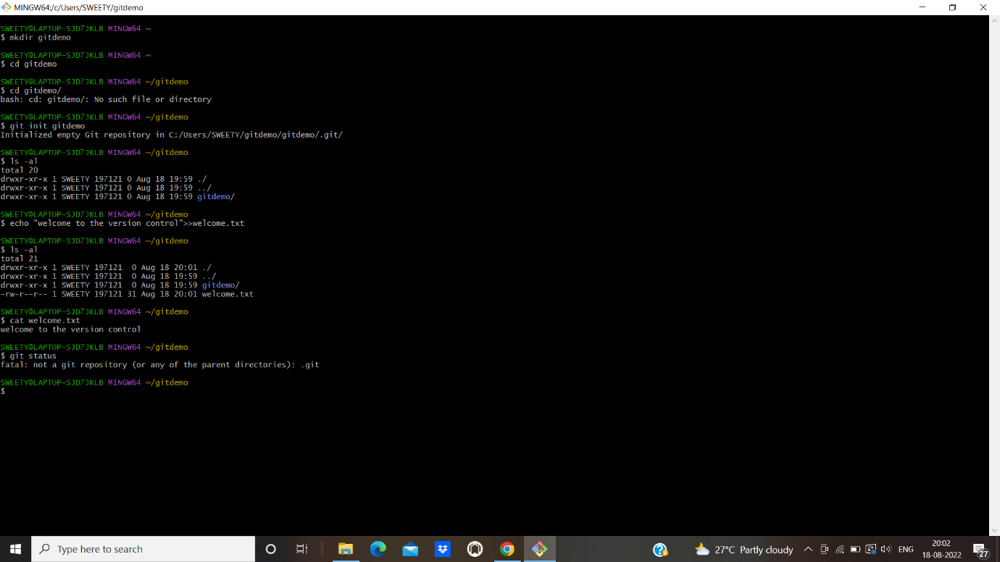 MINGW64:/c/Users/SWEETY/gitdemo
SWEETY@LAPTOP-SJD7JKLB MINGW64 ~
$ mkdir gitdemo
SWEETY@LAPTOP-SJD7JKLB MINGW64 ~
$ cd gitdemo
SWEETY@LAPTOP-SJD7JKLB MINGW64 ~/gitdemo
$ cd gitdemo/
bash: cd: gitdemo/: No such file or directory
SWEETY@LAPTOP-SJD7JKLB MINGW64 ~/gitdemo
$ git init gitdemo
Initialized empty Git repository in C:/Users/SWEETY/gitdemo/gitdemo/.git/
SWEETY@LAPTOP-SJD7JKLB MINGW64 ~/gitdemo
$ ls -al
total 20
drwxr-xr-x 1 SWEETY 197121 0 Aug 18 19:59 ./
drwxr-xr-x 1 SWEETY 197121 0 Aug 18 19:59 ../
drwxr-xr-x 1 SWEETY 197121 0 Aug 18 19:59 gitdemo/
SWEETY@LAPTOP-SJD7JKLB MINGW64 ~/gitdemo
$ echo "welcome to the version control">>welcome.txt
SWEETY@LAPTOP-SJD7JKLB MINGW64 ~/gitdemo
$ ls -al
total 21
drwxr-xr-x 1 SWEETY 197121  0 Aug 18 20:01 ./
drwxr-xr-x 1 SWEETY 197121  0 Aug 18 19:59 ../
drwxr-xr-x 1 SWEETY 197121  0 Aug 18 19:59 gitdemo/
-rw-r--r-- 1 SWEETY 197121 31 Aug 18 20:01 welcome.txt
SWEETY@LAPTOP-SJD7JKLB MINGW64 ~/gitdemo
$ cat welcome.txt
welcome to the version control
SWEETY@LAPTOP-SJD7JKLB MINGW64 ~/gitdemo
$ git status
fatal: not a git repository (or any of the parent directories): .git
SWEETY@LAPTOP-SJD7JKLB MINGW64 ~/gitdemo
$
Type here to search
27°C Partly cloudy
ENG
20:02
18-08-2022
27